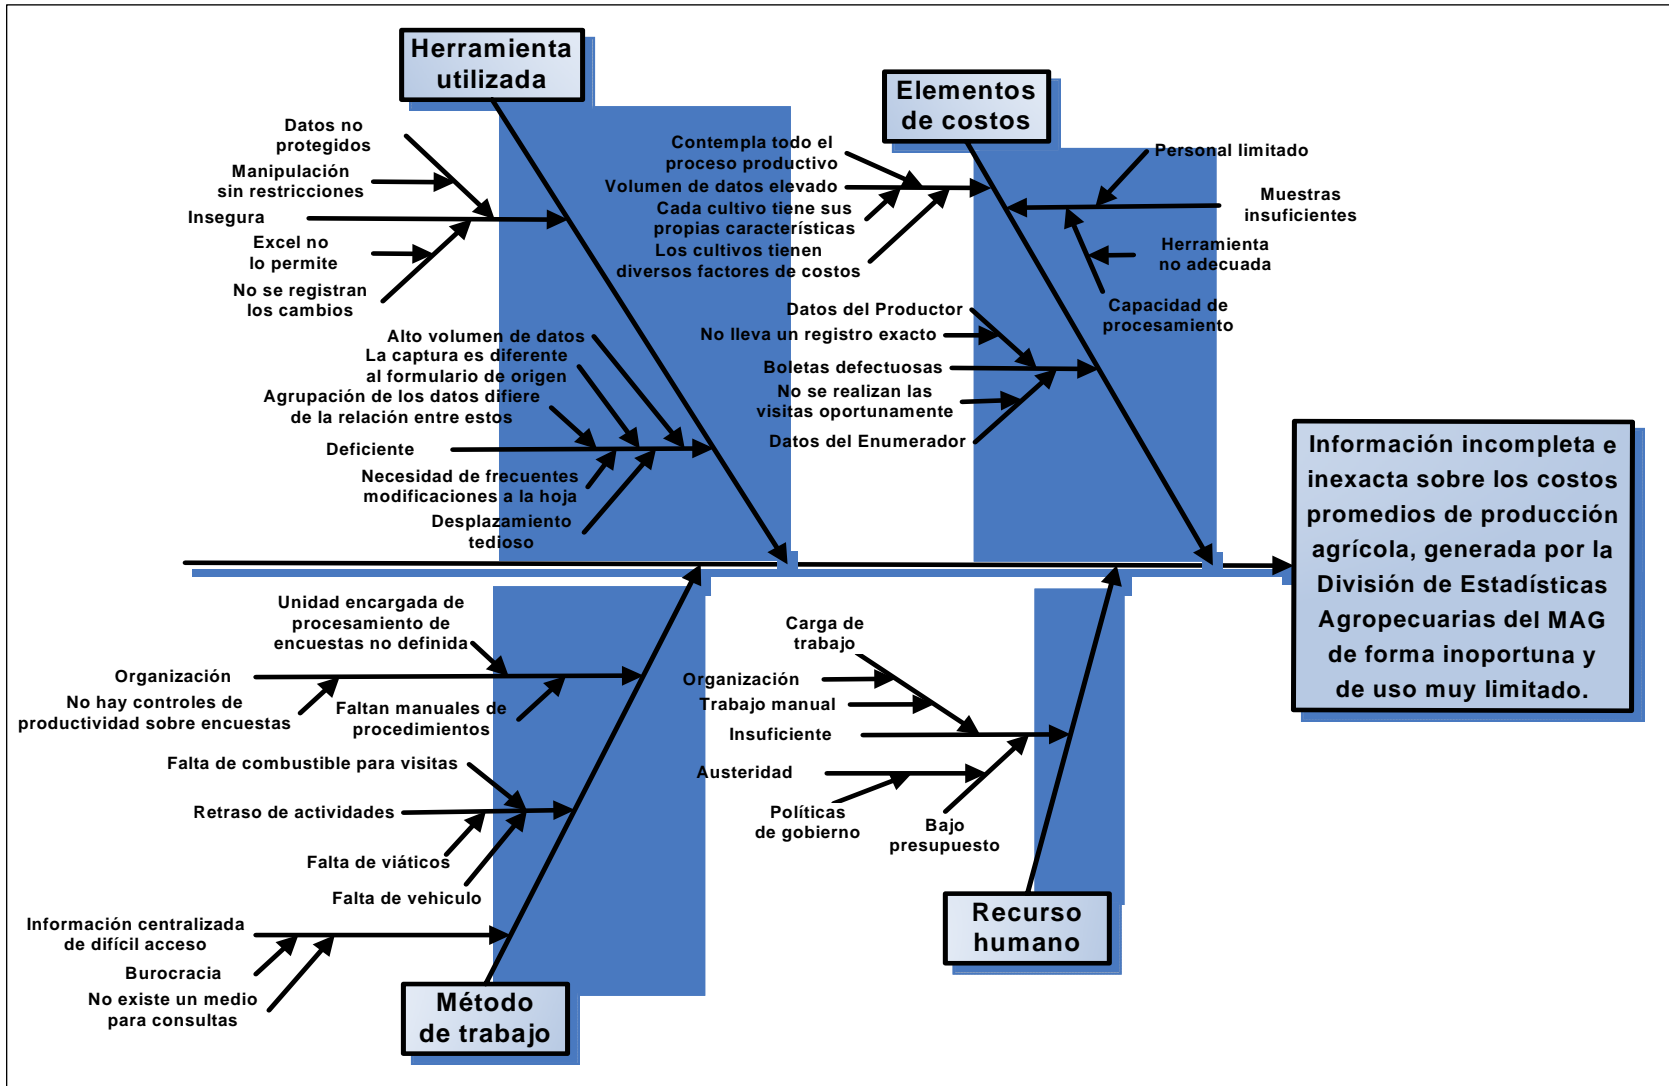 Herramienta
utilizada
Datos no
protegidos
Manipulación
sin restricciones
Insegura
Excel no
lo permite
No se registran
los cambios
Alto volumen de datos
La captura es diferente
al formulario de origen
Agrupación de los datos difiere
de la relación entre estos
Deficiente
Necesidad de frecuentes
modificaciones a la hoja
Desplazamiento
tedioso
Elementos
de costos
Contempla todo el
proceso productivo
Volumen de datos elevado
Cada cultivo tiene sus
propias características
Los cultivos tienen
diversos factores de costos
Personal limitado
Muestras
insuficientes
Herramienta
no adecuada
Capacidad de
procesamiento
Datos del Productor
No lleva un registro exacto
Boletas defectuosas
No se realizan las
visitas oportunamente
Datos del Enumerador
Información incompleta e
inexacta sobre los costos
promedios de producción
agrícola, generada por la
División de Estadísticas
Agropecuarias del MAG
de forma inoportuna y
de uso muy limitado.
Unidad encargada de
procesamiento de
encuestas no definida
Organización
No hay controles de
productividad sobre encuestas
Faltan manuales de
procedimientos
Falta de combustible para visitas
Retraso de actividades
Falta de viáticos
Falta de vehiculo
Información centralizada
de difícil acceso
Burocracia
No existe un medio
para consultas
Método
de trabajo
Carga de
trabajo
Organización
Trabajo manual
Insuficiente
Austeridad
Políticas
de gobierno
Bajo
presupuesto
Recurso
humano